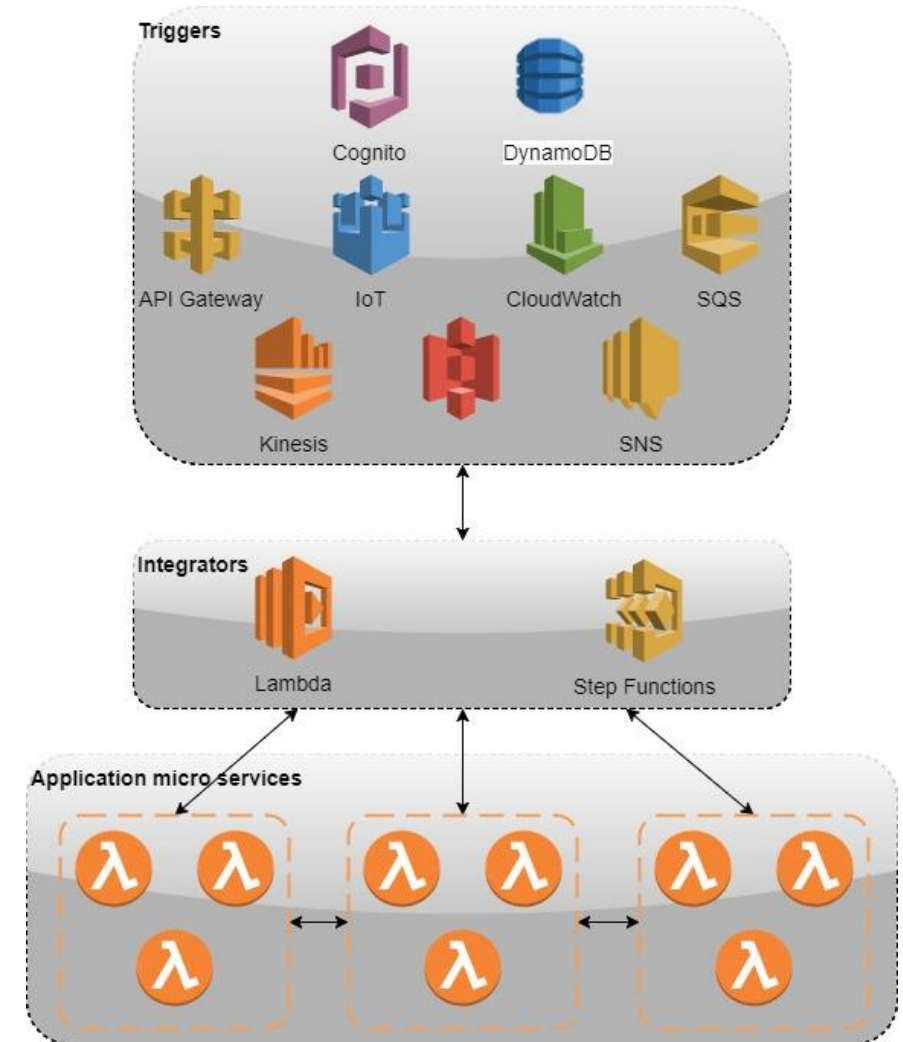 Triggers
Cognito
DynamoDB
API Gateway
IoT
CloudWatch
SQS
Kinesis
SNS
Integrators
Lambda
Step Functions
Application micro services
λ
λ
λ
λ
λ
λ
λ
λ
λ